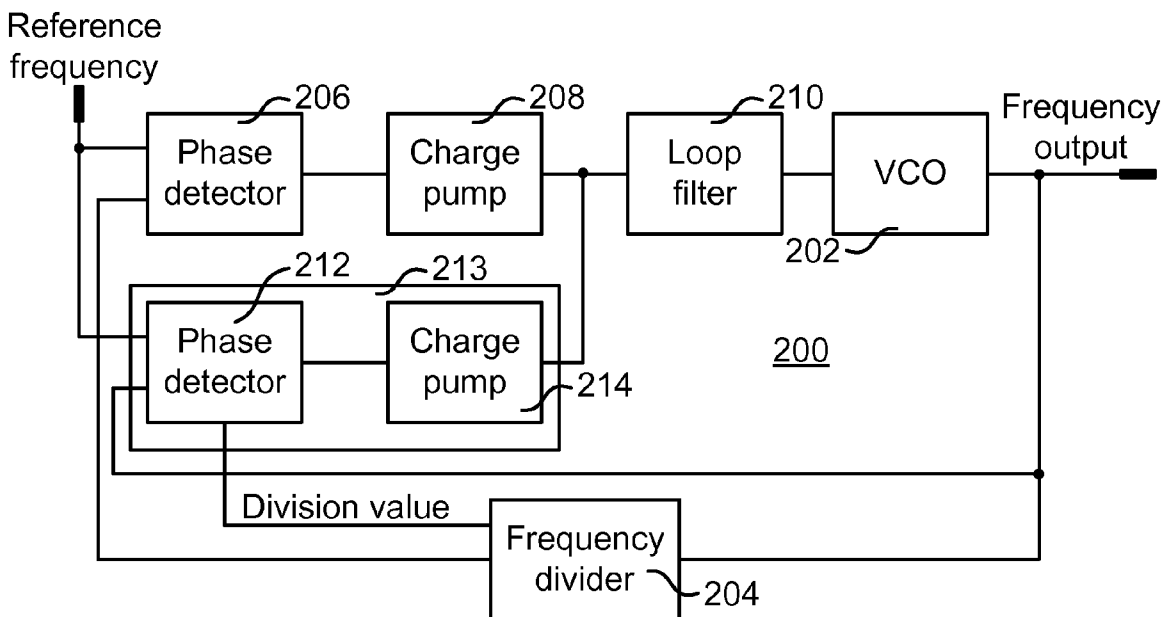 Reference
frequency
206
208
210
Frequency
output
Phase
detector
Charge
pump
Loop
filter
VCO
202
212
213
Phase
detector
Charge
pump
214
200
Division value
Frequency
divider
204